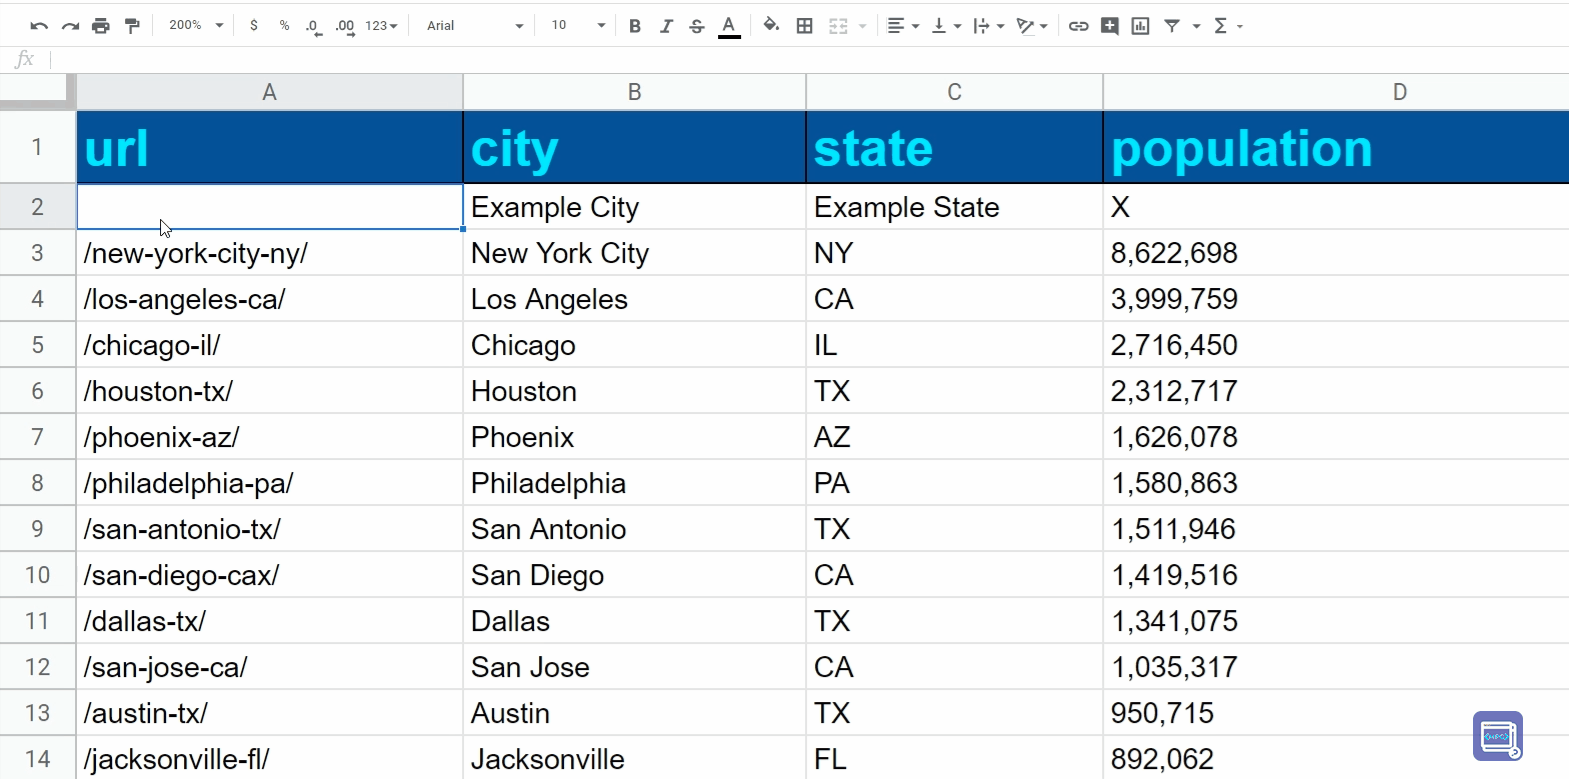 200% $ % .0 .00 123 Arial 10 B I S A Σ
fx
A B C D
1 url city state population
2 Example City Example State X
3 /new-york-city-ny/ New York City NY 8,622,698
4 /los-angeles-ca/ Los Angeles CA 3,999,759
5 /chicago-il/ Chicago IL 2,716,450
6 /houston-tx/ Houston TX 2,312,717
7 /phoenix-az/ Phoenix AZ 1,626,078
8 /philadelphia-pa/ Philadelphia PA 1,580,863
9 /san-antonio-tx/ San Antonio TX 1,511,946
10 /san-diego-cax/ San Diego CA 1,419,516
11 /dallas-tx/ Dallas TX 1,341,075
12 /san-jose-ca/ San Jose CA 1,035,317
13 /austin-tx/ Austin TX 950,715
14 /jacksonville-fl/ Jacksonville FL 892,062